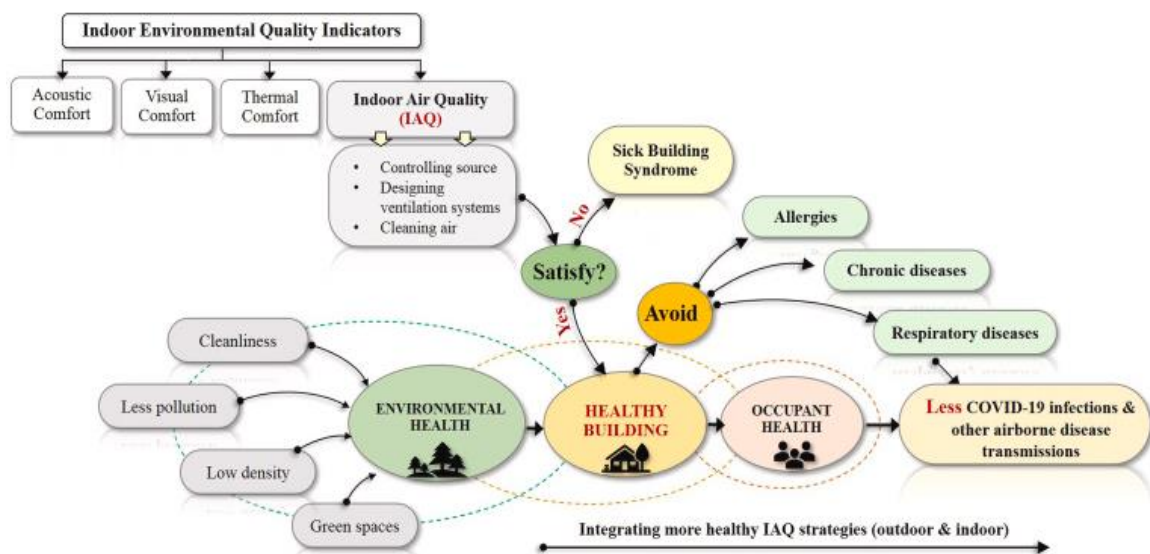 Indoor Environmental Quality Indicators
Acoustic
Comfort
Visual
Comfort
Thermal
Comfort
Indoor Air Quality
(IAQ)
• Controlling source
• Designing
ventilation systems
• Cleaning air
Sick Building
Syndrome
No
Satisfy?
Yes
Avoid
Allergies
Chronic diseases
Respiratory diseases
Cleanliness
Less pollution
Low density
Green spaces
ENVIRONMENTAL
HEALTH
HEALTHY
BUILDING
OCCUPANT
HEALTH
Less COVID-19 infections &
other airborne disease
transmissions
Integrating more healthy IAQ strategies (outdoor & indoor)